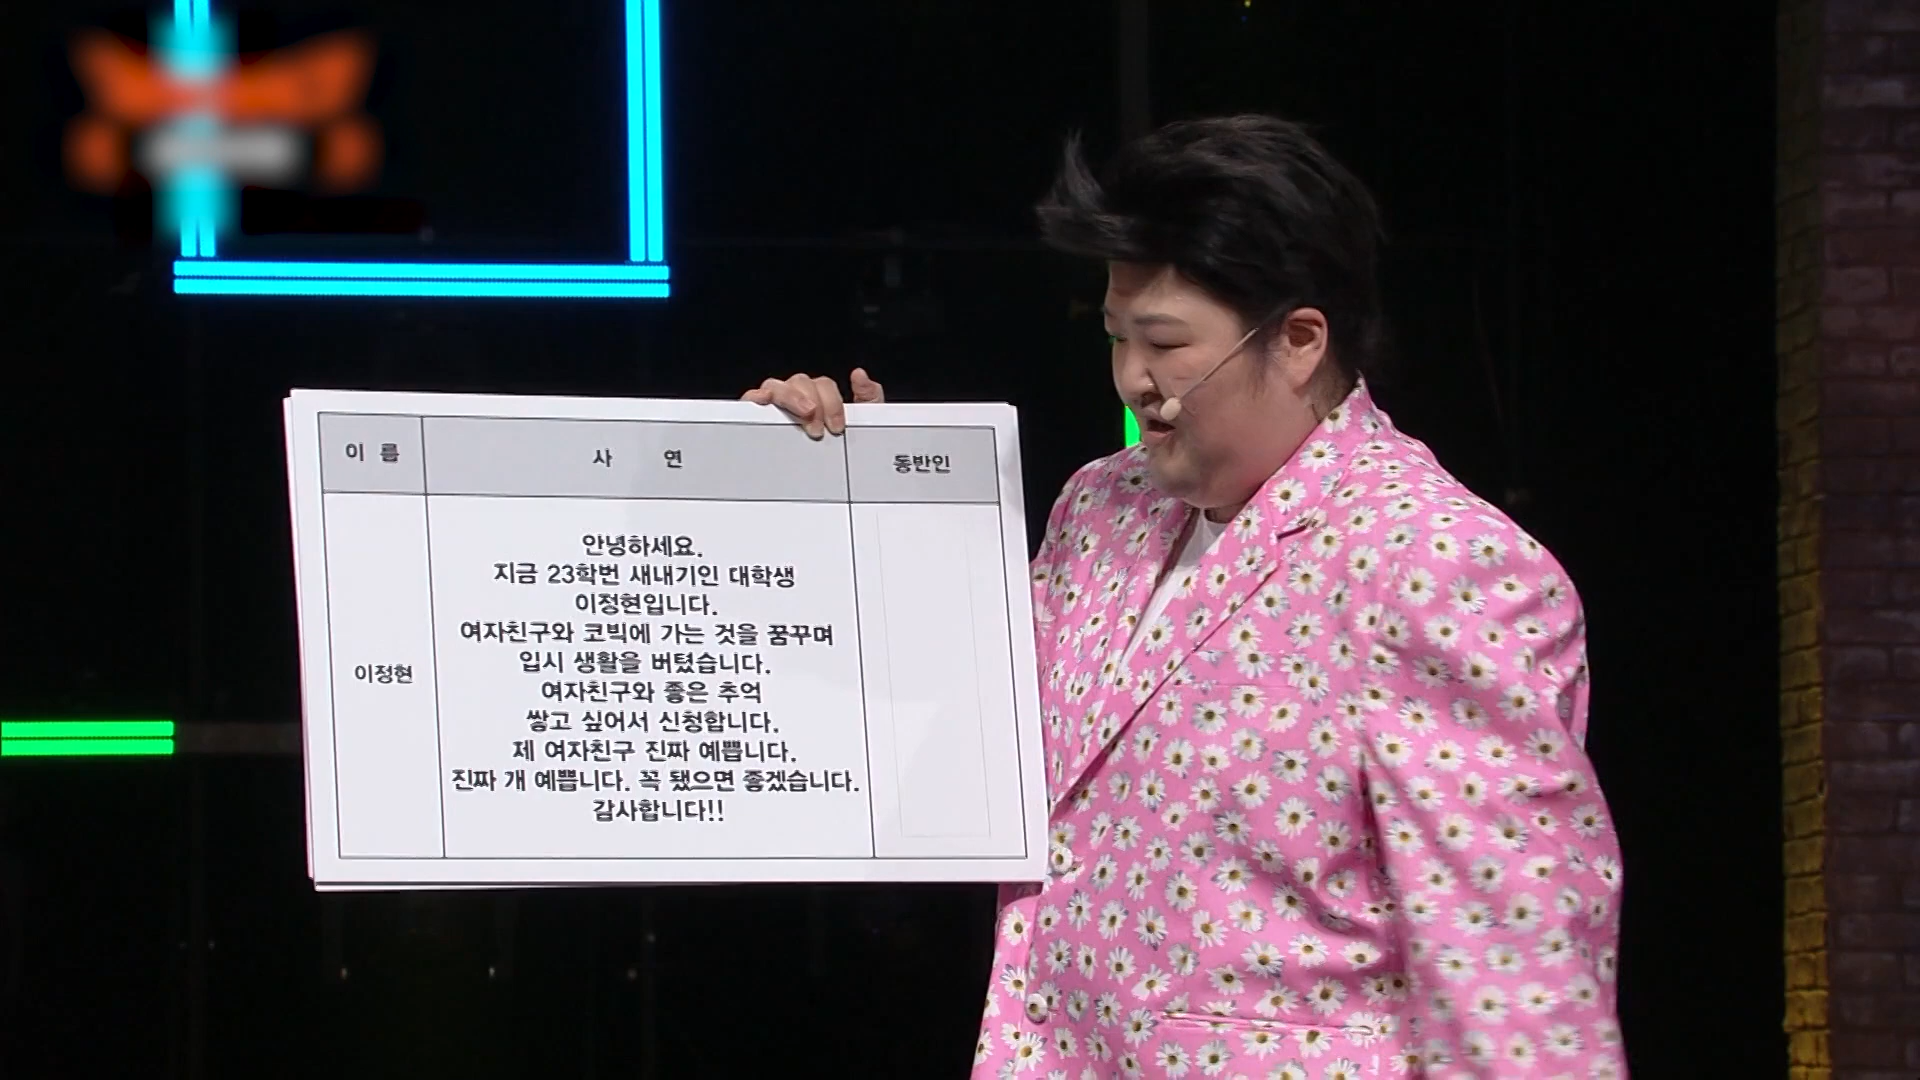 이 름
사 연
동반인
이정현
안녕하세요.
지금 23학번 새내기인 대학생
이정현입니다.
여자친구와 코빅에 가는 것을 꿈꾸며
입시 생활을 버텼습니다.
여자친구와 좋은 추억
쌓고 싶어서 신청합니다.
제 여자친구 진짜 예쁩니다.
진짜 개 예쁩니다. 꼭 됐으면 좋겠습니다.
감사합니다!!